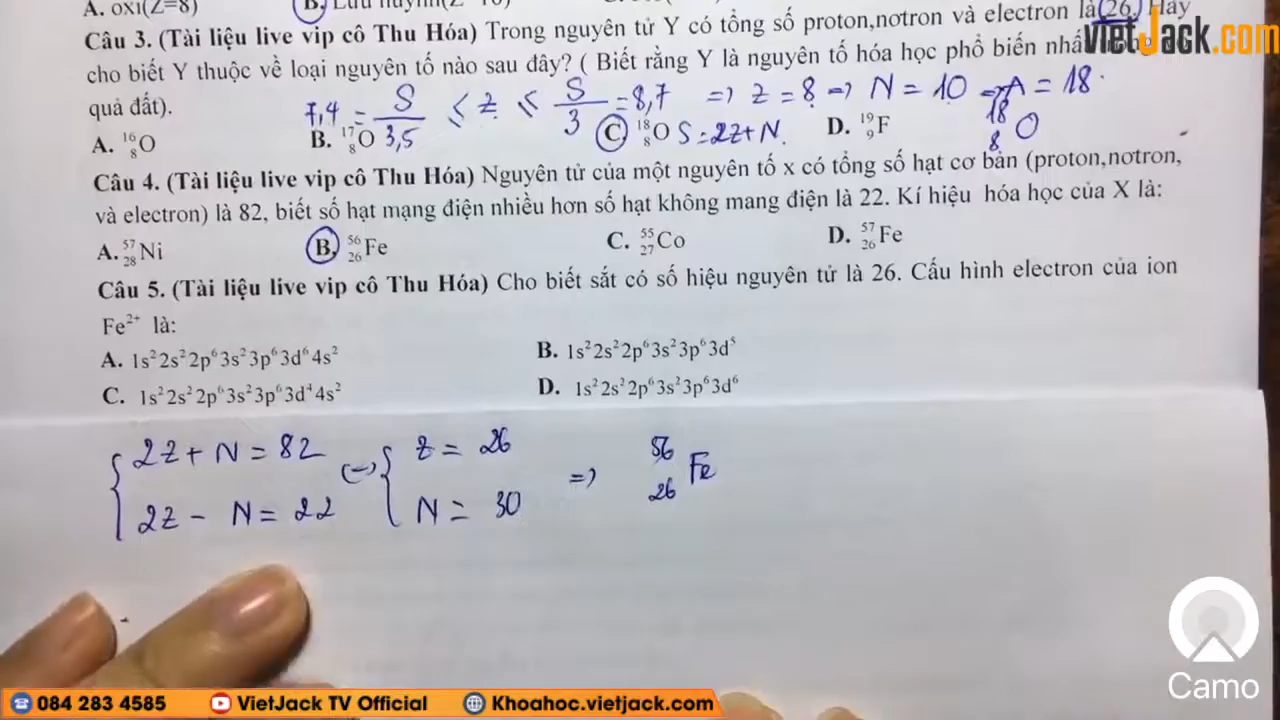 A. oxi(Z=8) B.
Câu 3. (Tài liệu live vip cô Thu Hóa) Trong nguyên tử Y có tổng số proton,nơtron và electron là 26. Hãy
vietJack.com
cho biết Y thuộc về loại nguyên tố nào sau đây? ( Biết rằng Y là nguyên tố hóa học phổ biến nhất
quả đất).
7,4 = S/3,5 ≤ Z ≤ S/3 = 8,7 => Z = 8 => N = 10 => A = 18.
A. ¹⁶₈O B. ¹⁷₈O C. ¹⁸₈O S = 2Z+N. D. ¹⁹₉F ¹⁸₈O
Câu 4. (Tài liệu live vip cô Thu Hóa) Nguyên tử của một nguyên tố x có tổng số hạt cơ bản (proton,nơtron,
và electron) là 82, biết số hạt mạng điện nhiều hơn số hạt không mang điện là 22. Kí hiệu hóa học của X là:
A. ⁵⁷₂₈Ni B. ⁵⁶₂₆Fe C. ⁵⁵₂₇Co D. ⁵⁷₂₆Fe
Câu 5. (Tài liệu live vip cô Thu Hóa) Cho biết sắt có số hiệu nguyên tử là 26. Cấu hình electron của ion
Fe²⁺ là:
A. 1s²2s²2p⁶3s²3p⁶3d⁶4s² B. 1s²2s²2p⁶3s²3p⁶3d⁵
C. 1s²2s²2p⁶3s²3p⁶3d⁴4s² D. 1s²2s²2p⁶3s²3p⁶3d⁶
2Z + N = 82 (=) Z = 26 => ⁵⁶₂₆Fe
2Z - N = 22 N = 30
Camo
084 283 4585 VietJack TV Official Khoahoc.vietjack.com